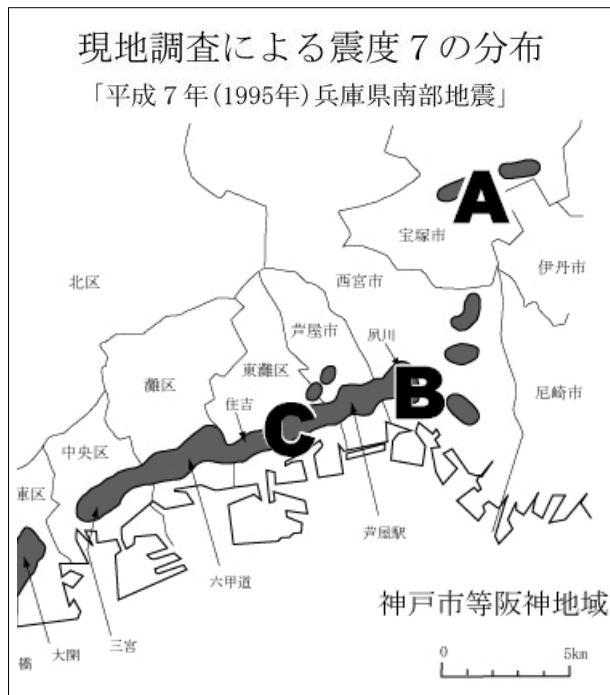 現地調査による震度７の分布
「平成７年(1995年)兵庫県南部地震」
A
宝塚市
伊丹市
北区
西宮市
芦屋市
夙川
東灘区
灘区
尼崎市
住吉
B
C
中央区
車区
芦屋駅
六甲道
神戸市等阪神地域
大開
三宮
橋
0
5km